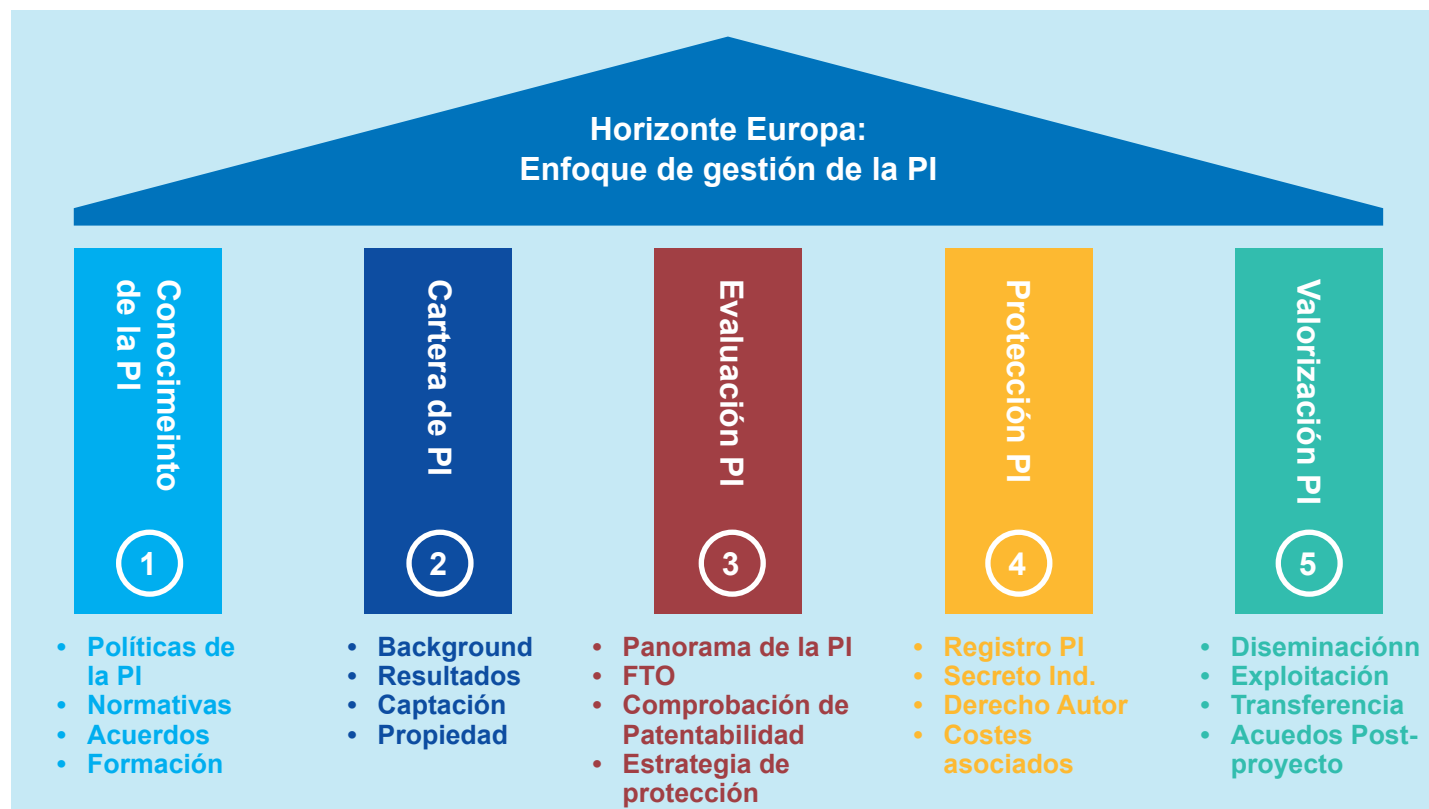 Horizonte Europa:
Enfoque de gestión de la PI
Conocimeinto
de la PI
1
Cartera de PI
2
Evaluación PI
3
Protección PI
4
Valorización PI
5
• Políticas de
la PI
• Normativas
• Acuerdos
• Formación
• Background
• Resultados
• Captación
• Propiedad
• Panorama de la PI
• FTO
• Comprobación de
Patentabilidad
• Estrategia de
protección
• Registro PI
• Secreto Ind.
• Derecho Autor
• Costes
asociados
• Diseminaciónn
• Exploitación
• Transferencia
• Acuedos Post-
proyecto